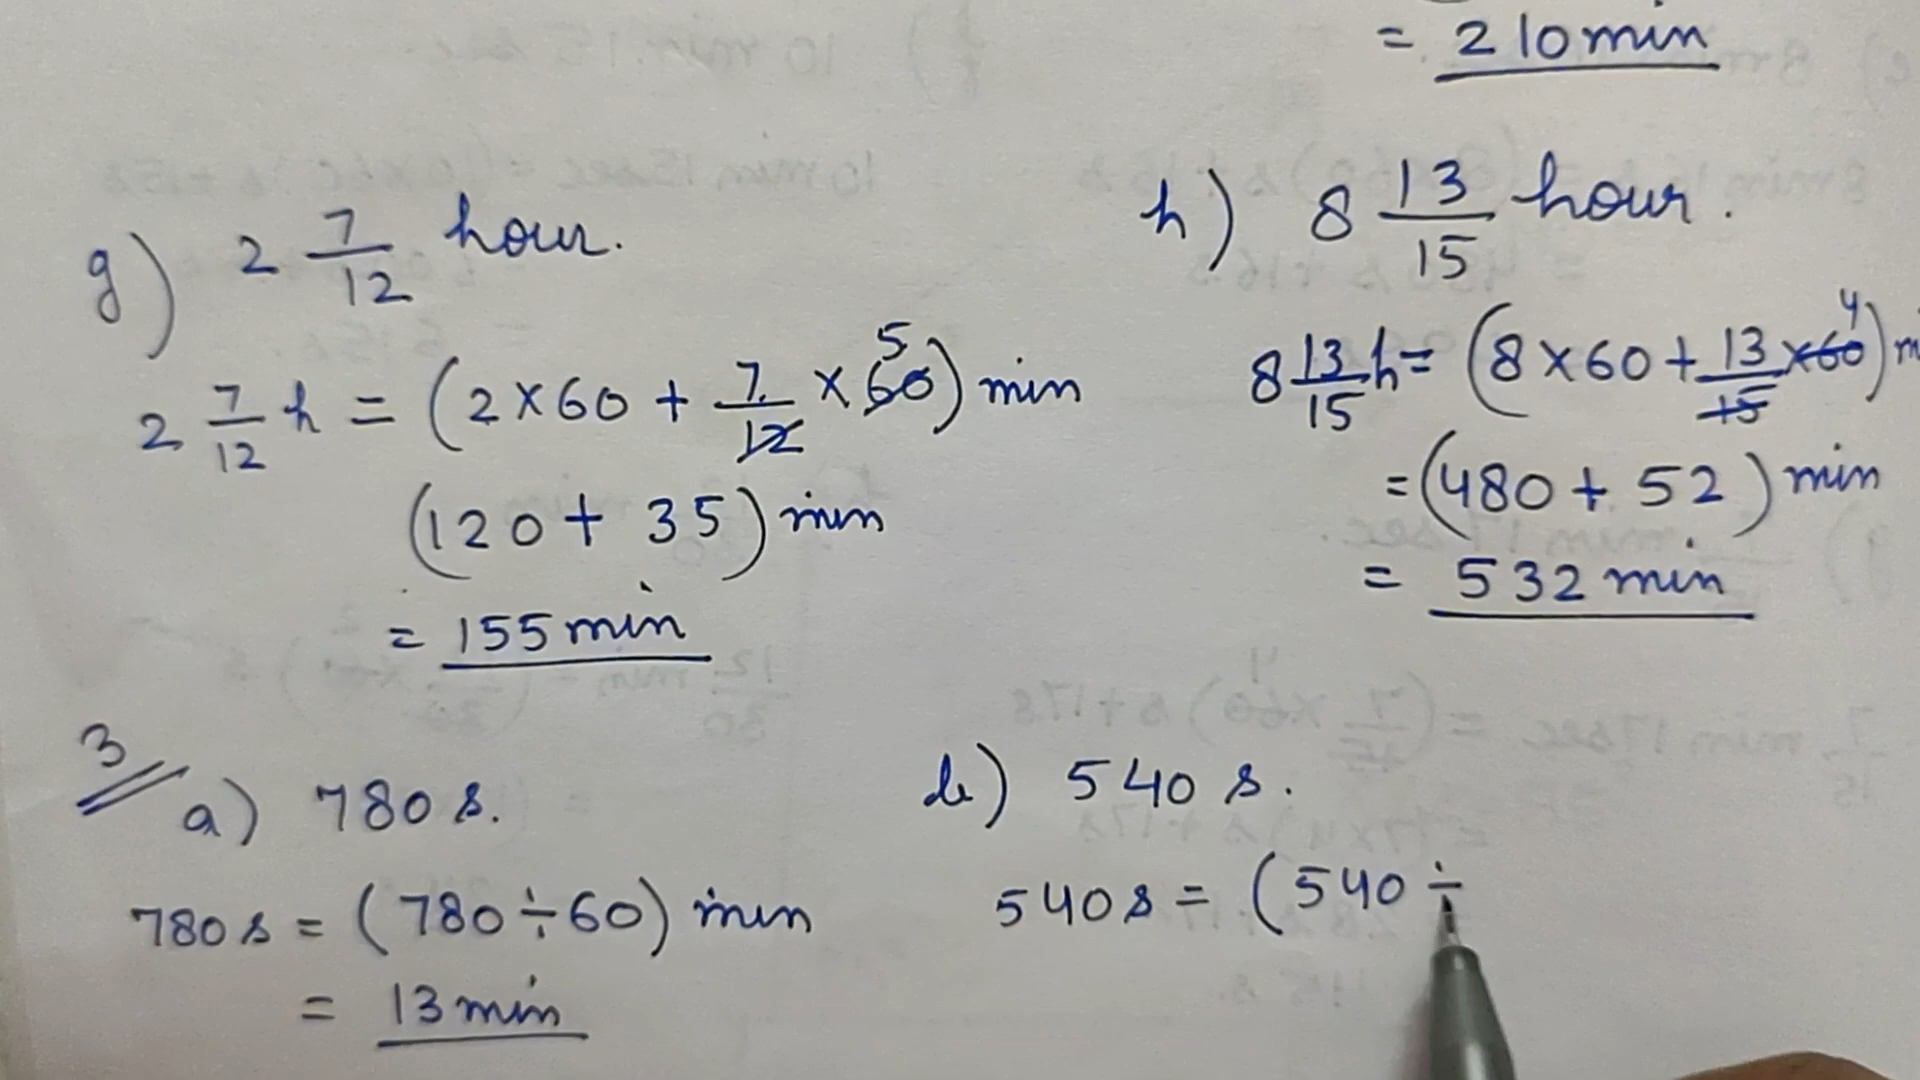 = 210 min
g) 2 7/12 hour.
2 7/12 h = (2 × 60 + 7/12 × 60) min 5
(120 + 35) min
= 155 min
h) 8 13/15 hour.
8 13/15 h = (8 × 60 + 13/15 × 60) m 4
= (480 + 52) min
= 532 min
3/ a) 780 s.
780 s = (780 ÷ 60) min
= 13 min
b) 540 s.
540 s = (540 ÷